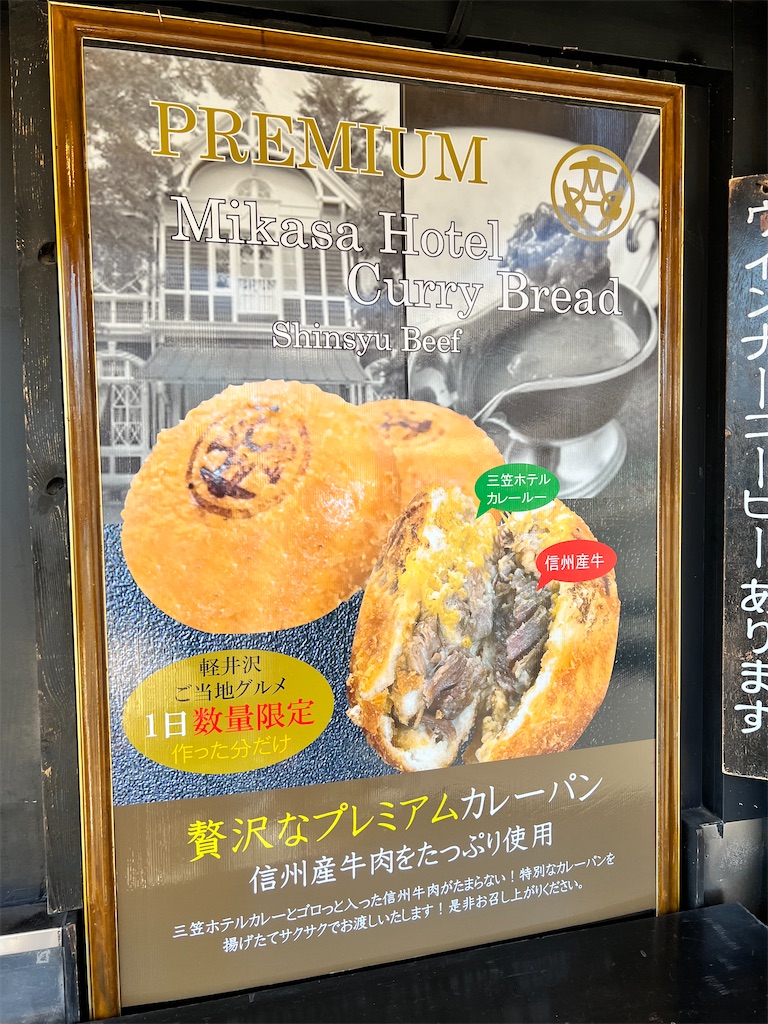 PREMIUM
Mikasa Hotel
Curry Bread
Shinsyu Beef
三笠ホテル
カレールー
信州産牛
軽井沢
ご当地グルメ
1日数量限定
作った分だけ
贅沢なプレミアムカレーパン
信州産牛肉をたっぷり使用
三笠ホテルカレーとゴロっと入った信州牛肉がたまらない！特別なカレーパンを
揚げたてサクサクでお渡しいたします！是非お召し上がりください。
ウインナーコーヒーあります